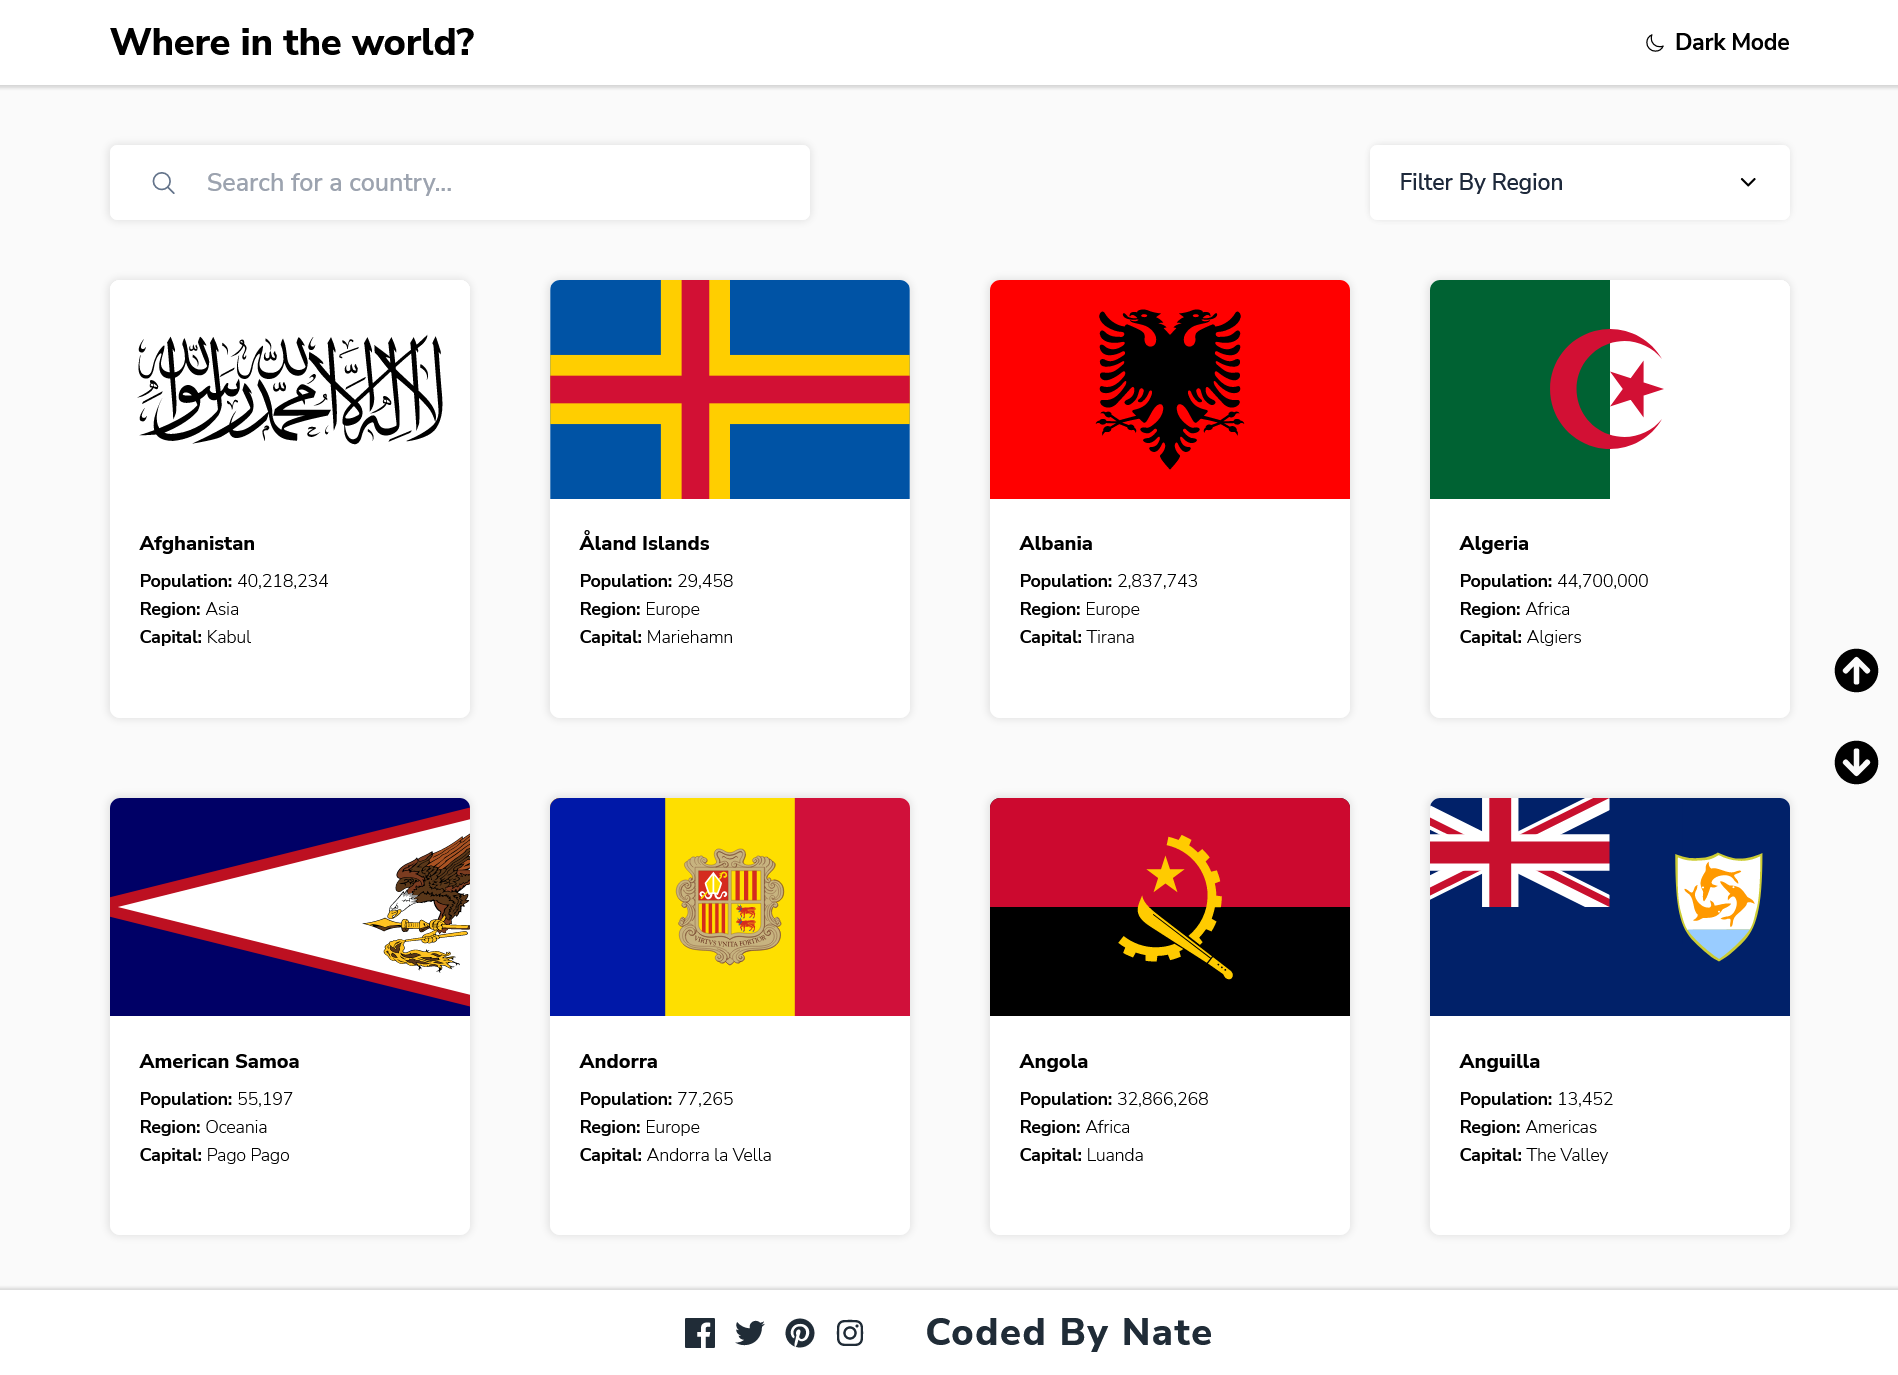 Where in the world?
Dark Mode
Search for a country...
Filter By Region
لا إله إلا الله محمد رسول الله
Afghanistan
Population: 40,218,234
Region: Asia
Capital: Kabul
Åland Islands
Population: 29,458
Region: Europe
Capital: Mariehamn
Albania
Population: 2,837,743
Region: Europe
Capital: Tirana
Algeria
Population: 44,700,000
Region: Africa
Capital: Algiers
VIRTVS VNITA FORTIOR
American Samoa
Population: 55,197
Region: Oceania
Capital: Pago Pago
Andorra
Population: 77,265
Region: Europe
Capital: Andorra la Vella
Angola
Population: 32,866,268
Region: Africa
Capital: Luanda
Anguilla
Population: 13,452
Region: Americas
Capital: The Valley
Coded By Nate